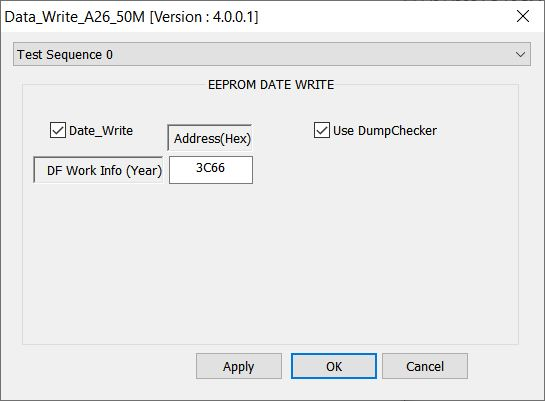 Data_Write_A26_50M [Version : 4.0.0.1]
Test Sequence 0
EEPROM DATE WRITE
Date_Write
Address(Hex)
Use DumpChecker
DF Work Info (Year)
3C66
Apply
OK
Cancel